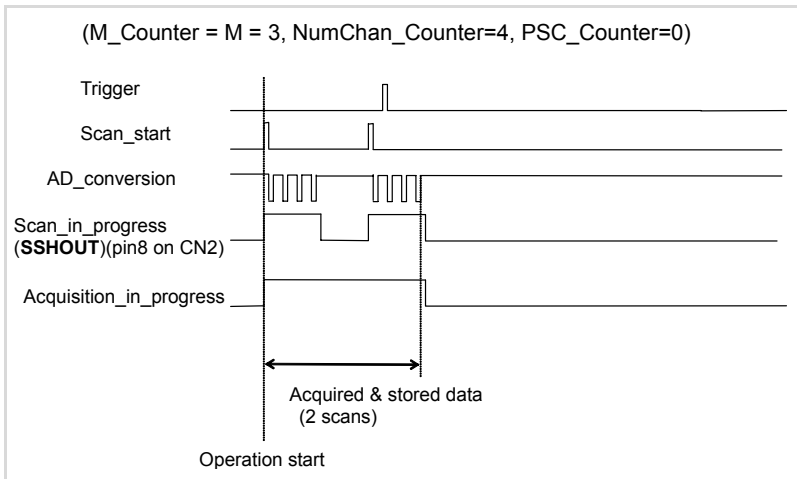 (M_Counter = M = 3, NumChan_Counter=4, PSC_Counter=0)
Trigger
Scan_start
AD_conversion
Scan_in_progress
(SSHOUT)(pin8 on CN2)
Acquisition_in_progress
Acquired & stored data
(2 scans)
Operation start